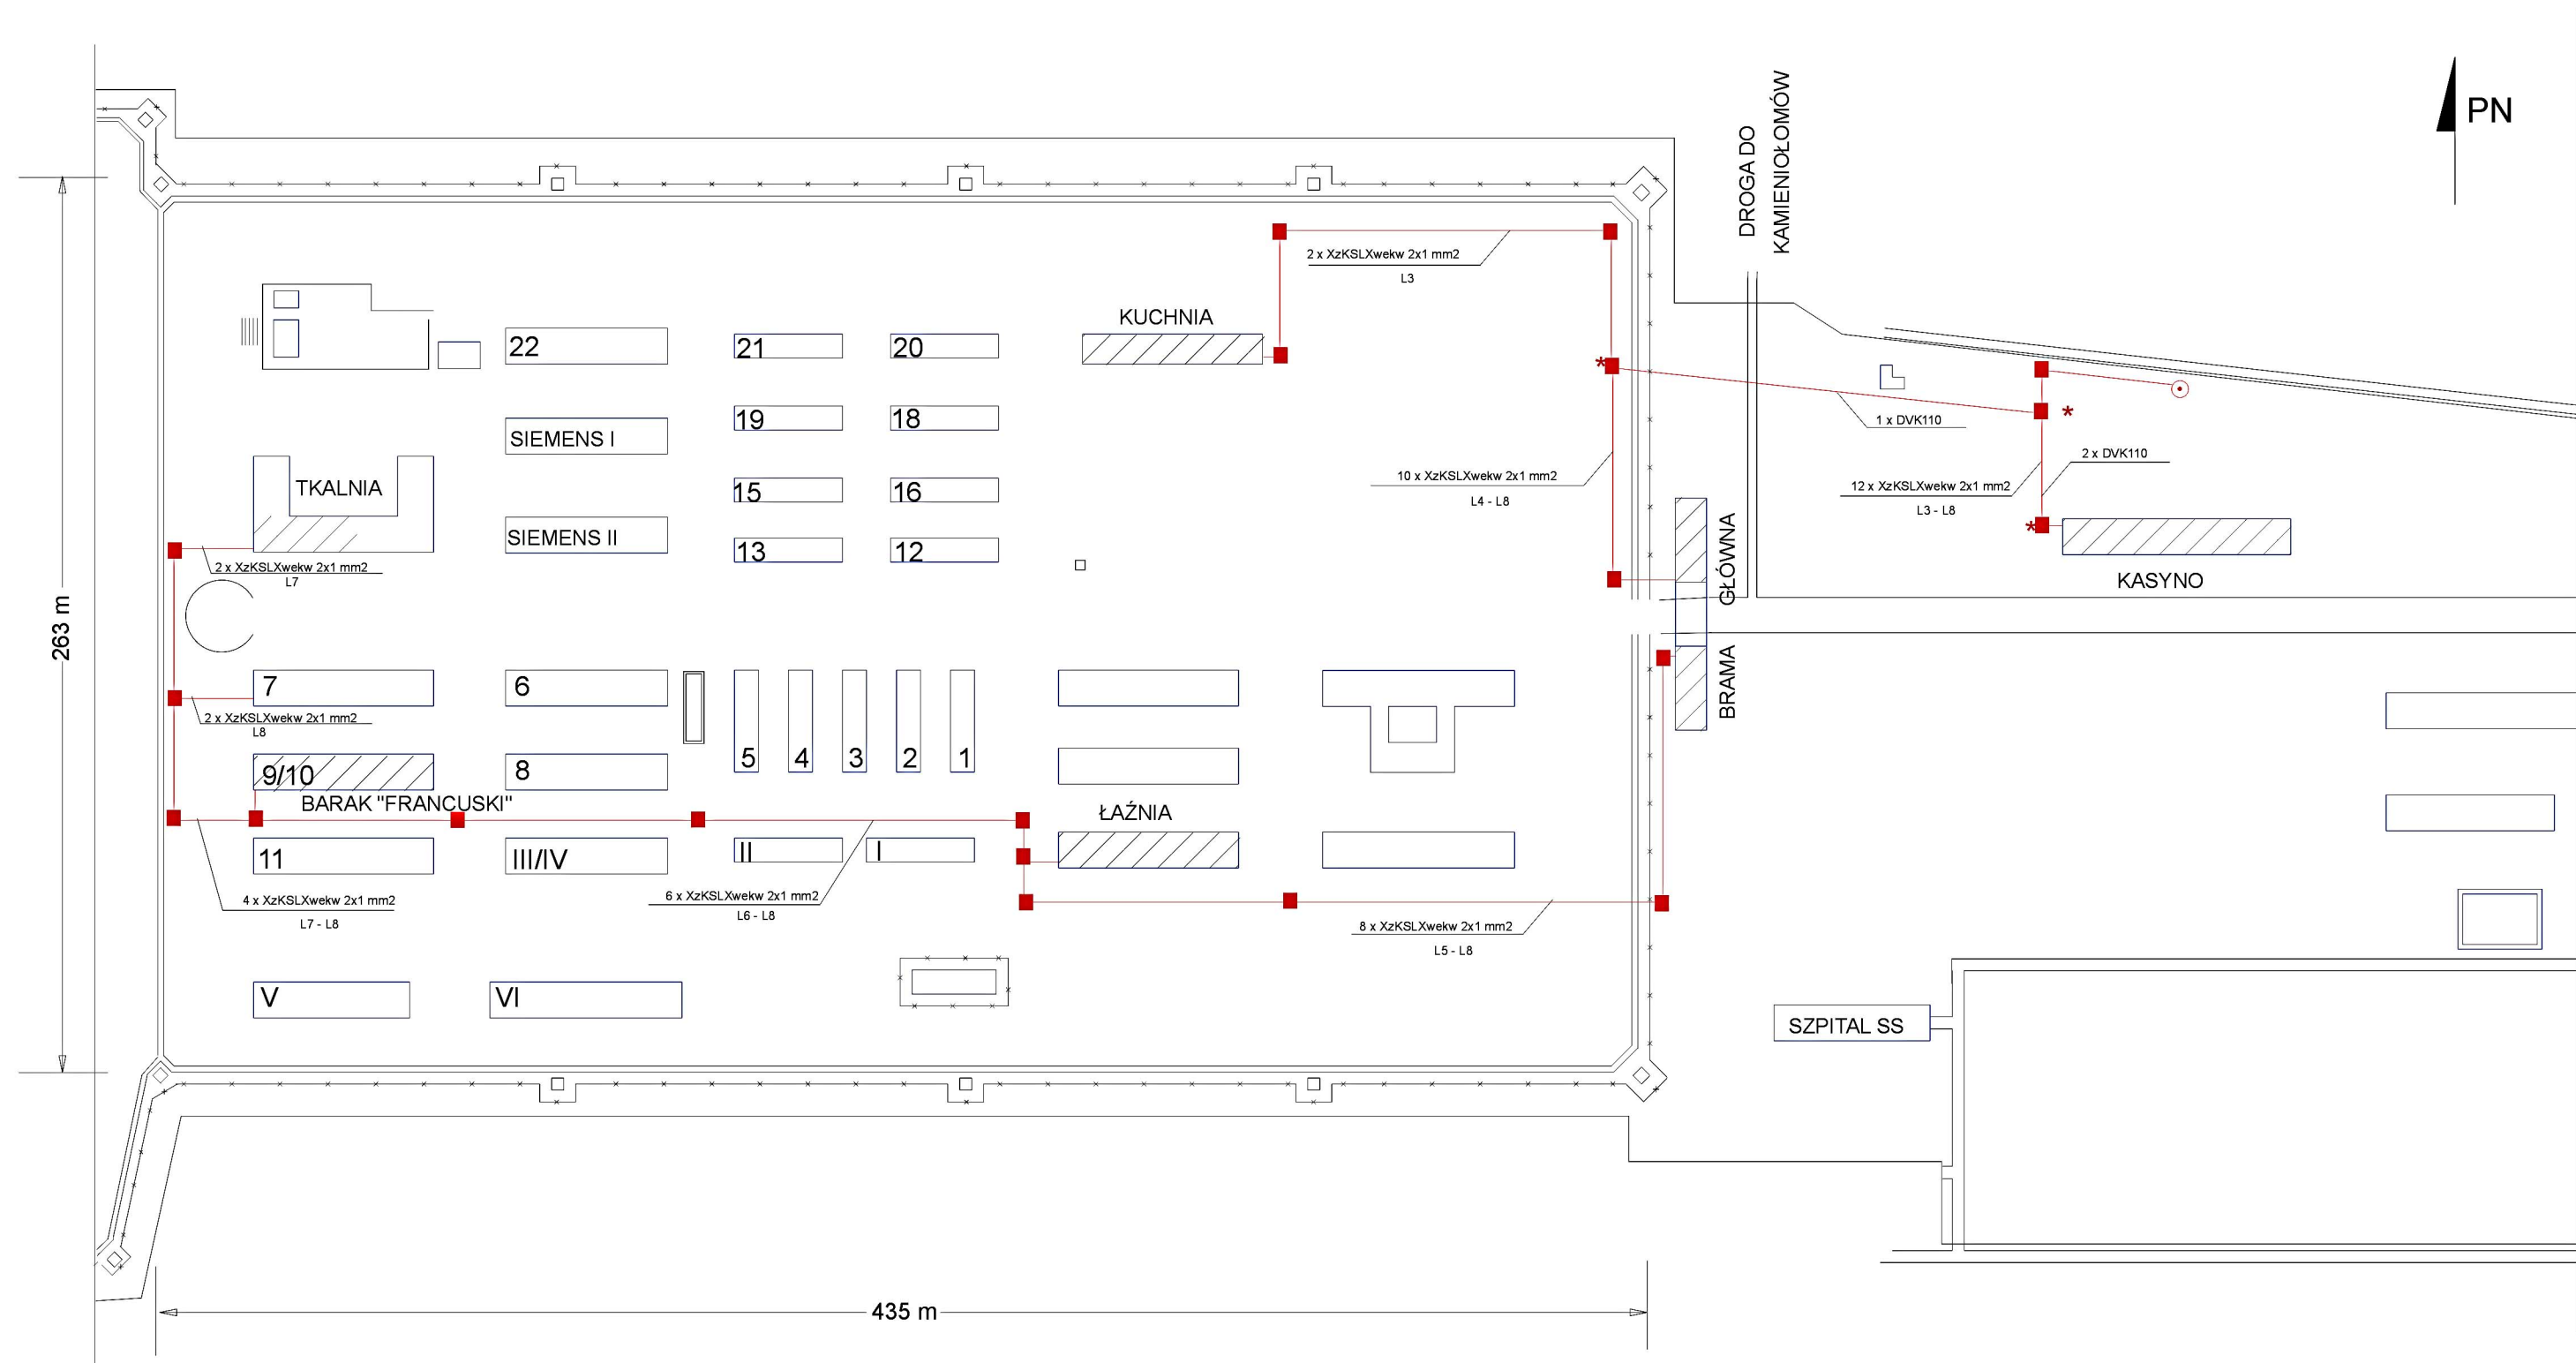 DROGA DO
KAMIENIOŁOMÓW
PN
2 x XzKSLXwekw 2x1 mm2
L3
KUCHNIA
22
21
20
*
1 x DVK110
*
19
18
SIEMENS I
2 x DVK110
10 x XzKSLXwekw 2x1 mm2
L4 - L8
12 x XzKSLXwekw 2x1 mm2
L3 - L8
TKALNIA
15
16
*
SIEMENS II
13
12
2 x XzKSLXwekw 2x1 mm2
L7
KASYNO
BRAMA GŁÓWNA
263 m
7
6
2 x XzKSLXwekw 2x1 mm2
L8
5
4
3
2
1
9/10
8
BARAK "FRANCUSKI"
ŁAŹNIA
11
III/IV
II
I
4 x XzKSLXwekw 2x1 mm2
L7 - L8
6 x XzKSLXwekw 2x1 mm2
L6 - L8
8 x XzKSLXwekw 2x1 mm2
L5 - L8
V
VI
SZPITAL SS
435 m